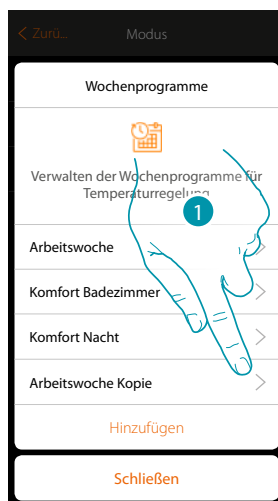 < Zurü... Modus
Wochenprogramme
Verwalten der Wochenprogramme für
Temperaturregelung
1
Arbeitswoche
Komfort Badezimmer
Komfort Nacht
Arbeitswoche Kopie
Hinzufügen
Schließen